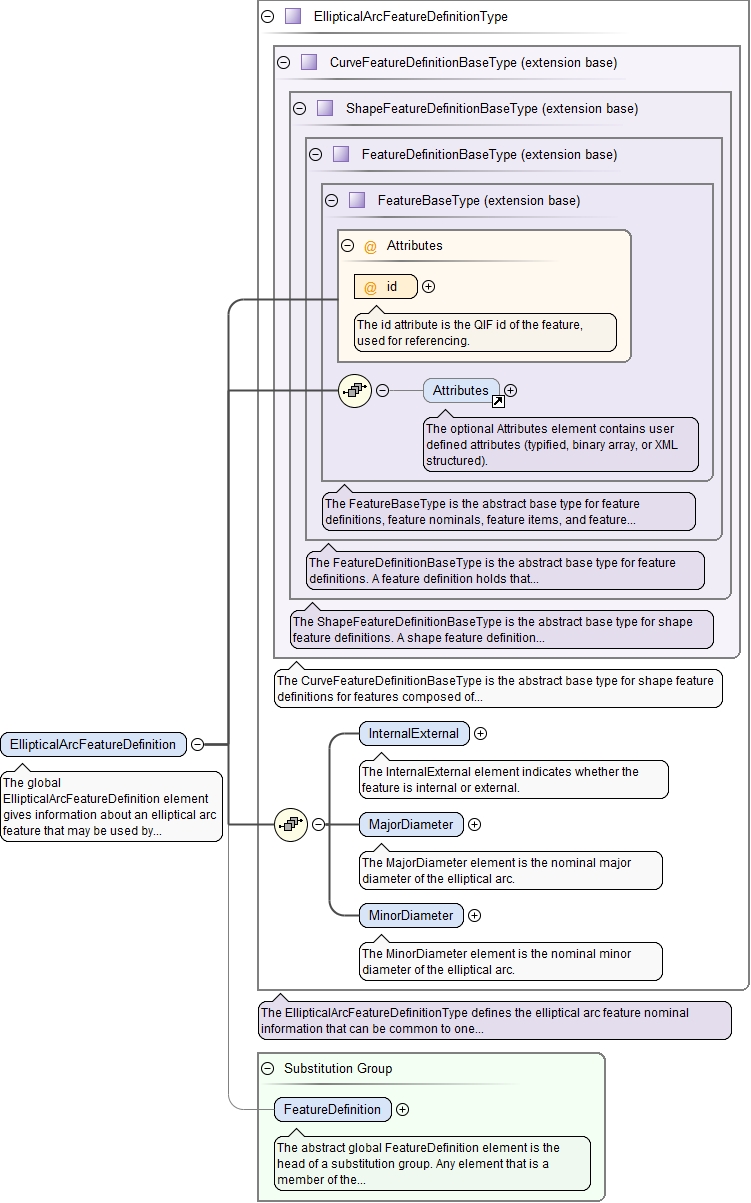 EllipticalArcFeatureDefinitionType
CurveFeatureDefinitionBaseType (extension base)
ShapeFeatureDefinitionBaseType (extension base)
FeatureDefinitionBaseType (extension base)
FeatureBaseType (extension base)
@ Attributes
@ id
The id attribute is the QIF id of the feature,
used for referencing.
Attributes
The optional Attributes element contains user
defined attributes (typified, binary array, or XML
structured).
The FeatureBaseType is the abstract base type for feature
definitions, feature nominals, feature items, and feature...
The FeatureDefinitionBaseType is the abstract base type for feature
definitions. A feature definition holds that...
The ShapeFeatureDefinitionBaseType is the abstract base type for shape
feature definitions. A shape feature definition...
The CurveFeatureDefinitionBaseType is the abstract base type for shape feature
definitions for features composed of...
EllipticalArcFeatureDefinition
The global
EllipticalArcFeatureDefinition element
gives information about an elliptical arc
feature that may be used by...
InternalExternal
The InternalExternal element indicates whether the
feature is internal or external.
MajorDiameter
The MajorDiameter element is the nominal major
diameter of the elliptical arc.
MinorDiameter
The MinorDiameter element is the nominal minor
diameter of the elliptical arc.
The EllipticalArcFeatureDefinitionType defines the elliptical arc feature nominal
information that can be common to one...
Substitution Group
FeatureDefinition
The abstract global FeatureDefinition element is the
head of a substitution group. Any element that is a
member of the...